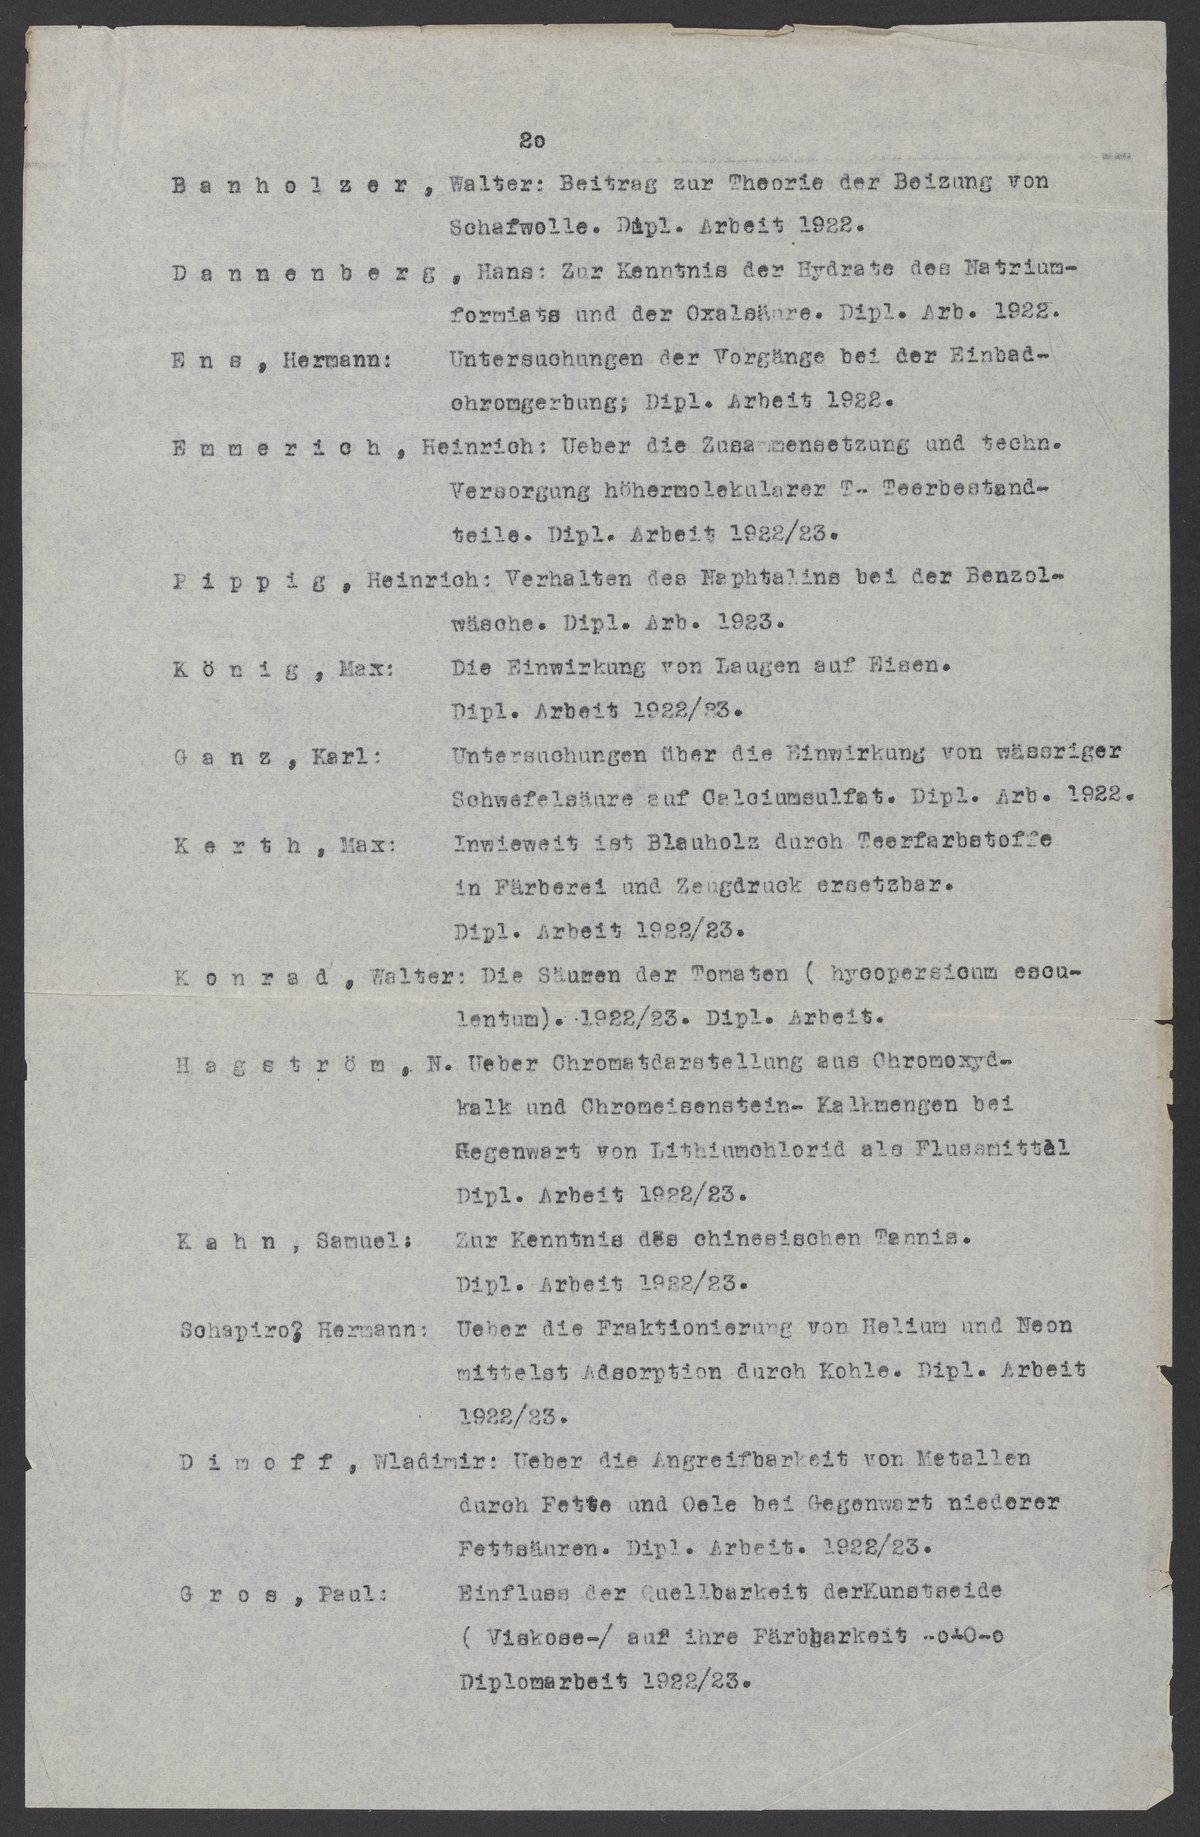 2o
B a n h o l z e r , Walter: Beitrag zur Theorie der Beizung von
Schafwolle. Dipl. Arbeit 1922.
D a n n e n b e r g , Hans: Zur Kenntnis der Hydrate des Natrium-
formiats und der Oxalsäure. Dipl. Arb. 1922.
E n s , Hermann: Untersuchungen der Vorgänge bei der Einbad-
chromgerbung; Dipl. Arbeit 1922.
E m m e r i c h , Heinrich: Ueber die Zusammensetzung und techn.
Versorgung höhermolekularer T- Teerbestand-
teile. Dipl. Arbeit 1922/23.
P i p p i g , Heinrich: Verhalten des Naphtalins bei der Benzol-
wäsche. Dipl. Arb. 1923.
K ö n i g , Max: Die Einwirkung von Laugen auf Eisen.
Dipl. Arbeit 1922/23.
G a n z , Karl: Untersuchungen über die Einwirkung von wässriger
Schwefelsäure auf Calciumsulfat. Dipl. Arb. 1922.
K e r t h , Max: Inwieweit ist Blauholz durch Teerfarbstoffe
in Färberei und Zeugdruck ersetzbar.
Dipl. Arbeit 1922/23.
K o n r a d , Walter: Die Säuren der Tomaten ( hycopersicum escu-
lentum). 1922/23. Dipl. Arbeit.
H a g s t r ö m , N. Ueber Chromatdarstellung aus Chromoxyd-
kalk und Chromeisenstein- Kalkmengen bei
Gegenwart von Lithiumchlorid als Flussmittel
Dipl. Arbeit 1922/23.
K a h n , Samuel: Zur Kenntnis des chinesischen Tannis.
Dipl. Arbeit 1922/23.
Schapiro, Hermann: Ueber die Fraktionierung von Helium und Neon
mittelst Adsorption durch Kohle. Dipl. Arbeit
1922/23.
D i m o f f , Wladimir: Ueber die Angreifbarkeit von Metallen
durch Fette und Oele bei Gegenwart niederer
Fettsäuren. Dipl. Arbeit. 1922/23.
G r o s , Paul: Einfluss der Quellbarkeit derKunstseide
( Viskose-/ auf ihre Färbbarkeit -o-O-o
Diplomarbeit 1922/23.